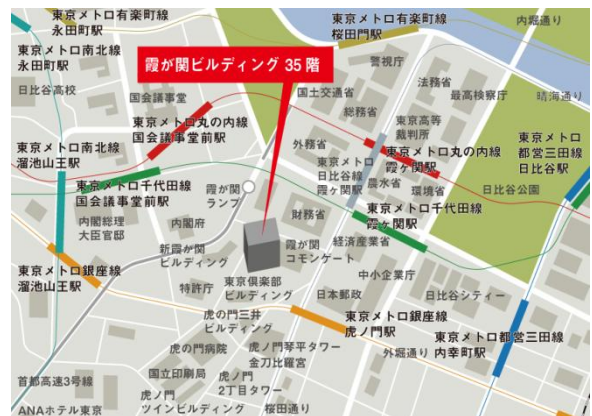 東京メトロ有楽町線
永田町駅
東京メトロ有楽町線
桜田門駅
内堀通り
東京メトロ南北線
永田町駅
霞が関ビルディング 35 階
警視庁
法務省
日比谷高校
国会議事堂
国土交通省
最高検察庁
晴海通り
総務省
東京メトロ丸の内線
国会議事堂前駅
東京高等
裁判所
外務省
東京メトロ南北線
溜池山王駅
東京メトロ
日比谷線
霞ヶ関駅
東京メトロ丸の内線
霞ヶ関駅
東京メトロ
都営三田線
日比谷駅
農水省
環境省
東京メトロ千代田線
国会議事堂前駅
霞が関
ランプ
日比谷公園
財務省
東京メトロ千代田線
霞ヶ関駅
内閣総理
大臣官邸
内閣府
新霞が関
ビルディング
霞が関
コモンゲート
経済産業省
東京メトロ銀座線
溜池山王駅
特許庁
東京倶楽部
ビルディング
中小企業庁
日本郵政
日比谷シティー
虎の門三井
ビルディング
東京メトロ銀座線
虎ノ門駅
東京メトロ都営三田線
内幸町駅
虎の門病院
虎ノ門琴平タワー
金刀比羅宮
外堀通り
国立印刷局
虎ノ門
2丁目タワー
首都高速3号線
ANAホテル東京
虎ノ門
ツインビルディング
桜田通り